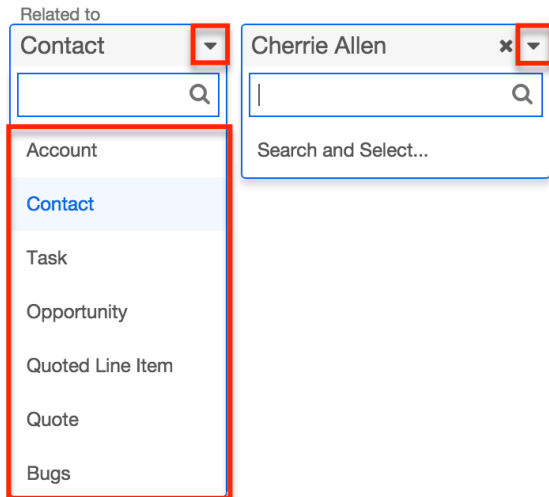 Related to
Contact
Cherrie Allen
Account
Search and Select...
Contact
Task
Opportunity
Quoted Line Item
Quote
Bugs